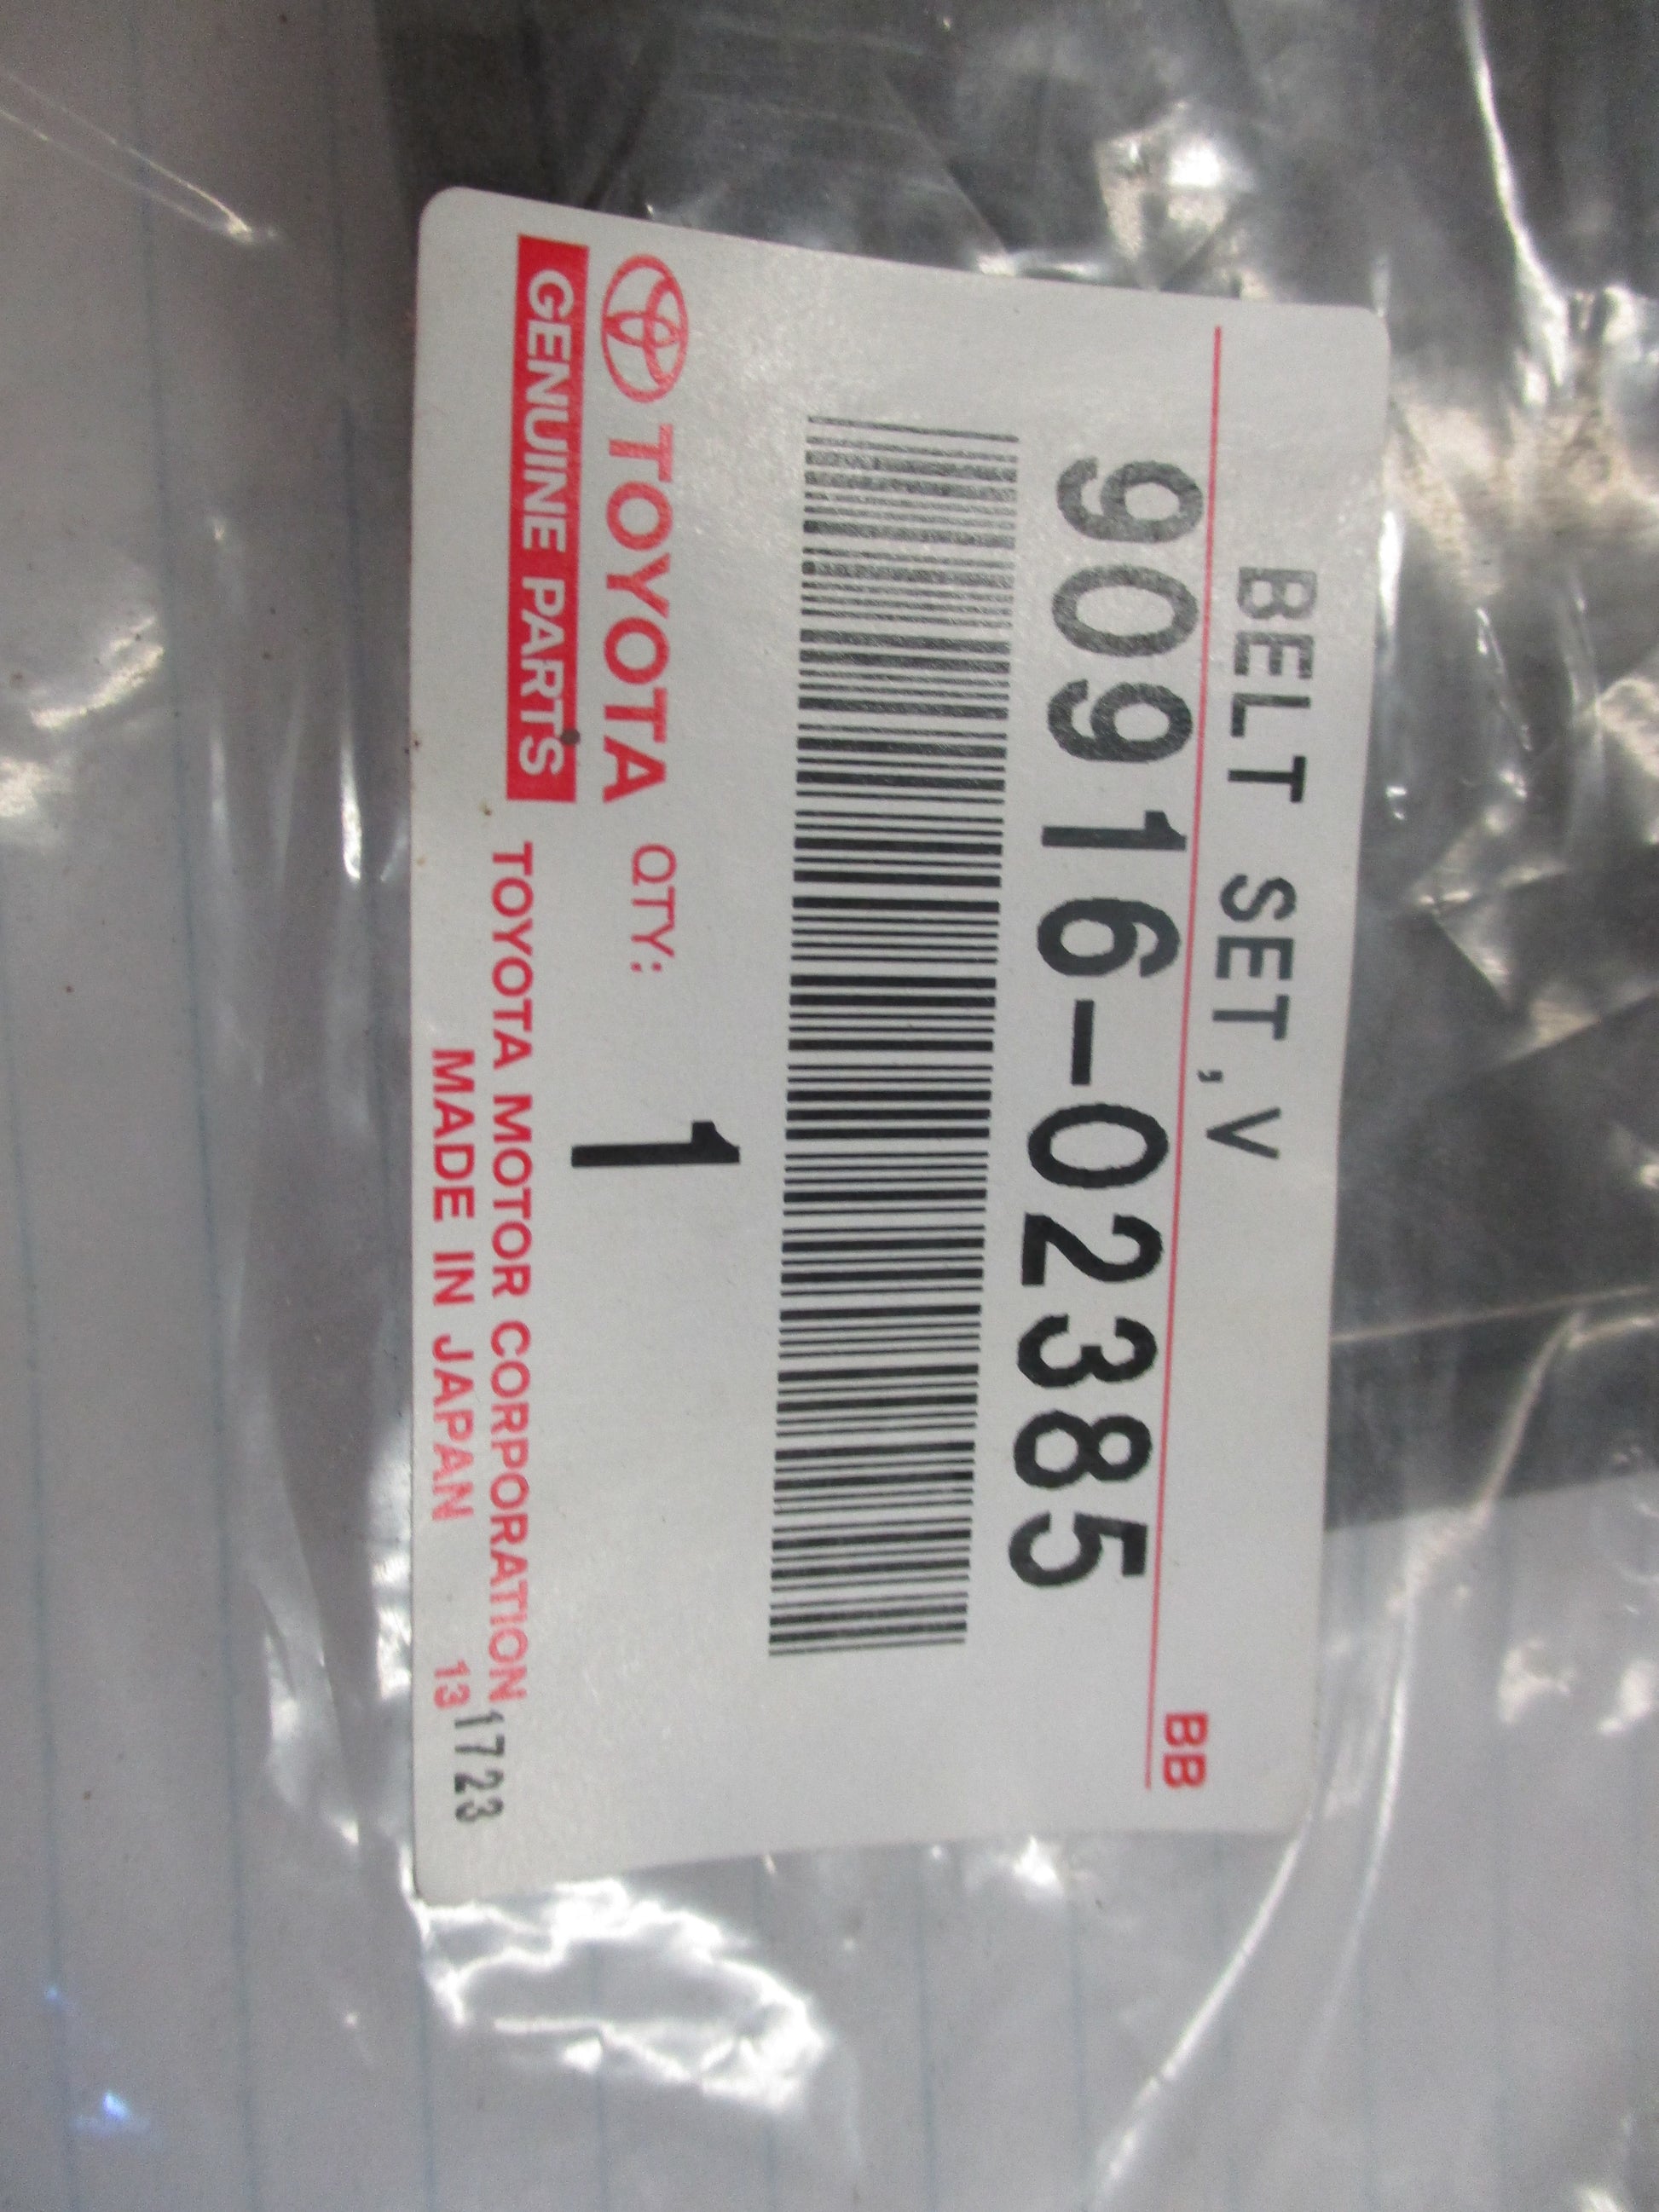 BELT SET,V
BB
90916-02385
TOYOTA QTY: 1
GENUINE PARTS
TOYOTA MOTOR CORPORATION
MADE IN JAPAN
13
1723